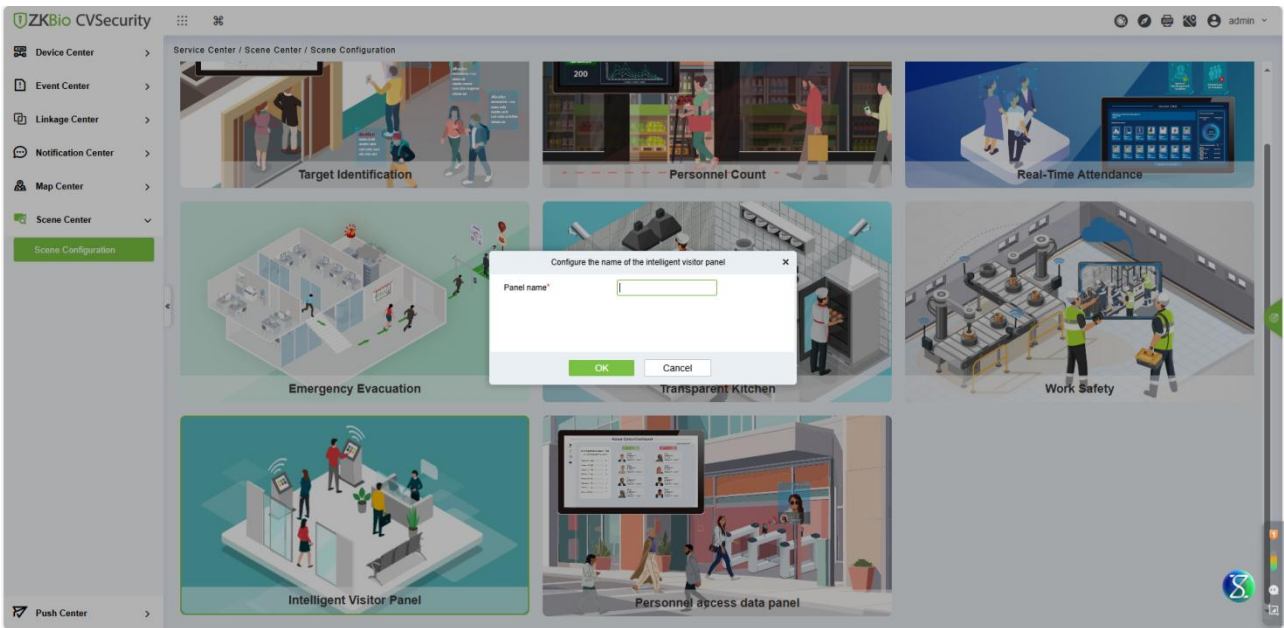 ZKBio CVSecurity
admin
Service Center / Scene Center / Scene Configuration
Device Center
Event Center
Linkage Center
Notification Center
Map Center
Scene Center
Scene Configuration
Push Center
200
Target Identification
Personnel Count
Real-Time Attendance
Configure the name of the intelligent visitor panel
Panel name*
OK
Cancel
Emergency Evacuation
Transparent Kitchen
Work Safety
Intelligent Visitor Panel
Personnel access data panel